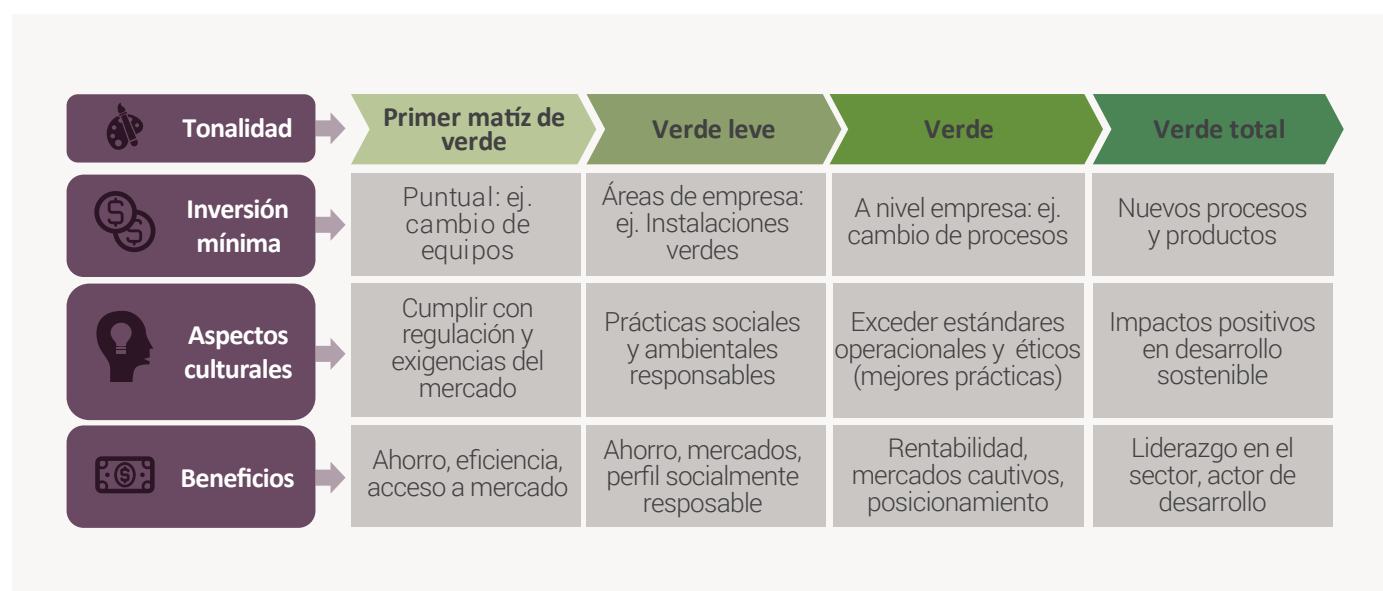 Tonalidad
Primer matíz de
verde
Verde leve
Verde
Verde total
Inversión
mínima
Puntual: ej.
cambio de
equipos
Áreas de empresa:
ej. Instalaciones
verdes
A nivel empresa: ej.
cambio de procesos
Nuevos procesos
y productos
Aspectos
culturales
Cumplir con
regulación y
exigencias del
mercado
Prácticas sociales
y ambientales
responsables
Exceder estándares
operacionales y éticos
(mejores prácticas)
Impactos positivos
en desarrollo
sostenible
Beneficios
Ahorro, eficiencia,
acceso a mercado
Ahorro, mercados,
perfil socialmente
resposable
Rentabilidad,
mercados cautivos,
posicionamiento
Liderazgo en el
sector, actor de
desarrollo